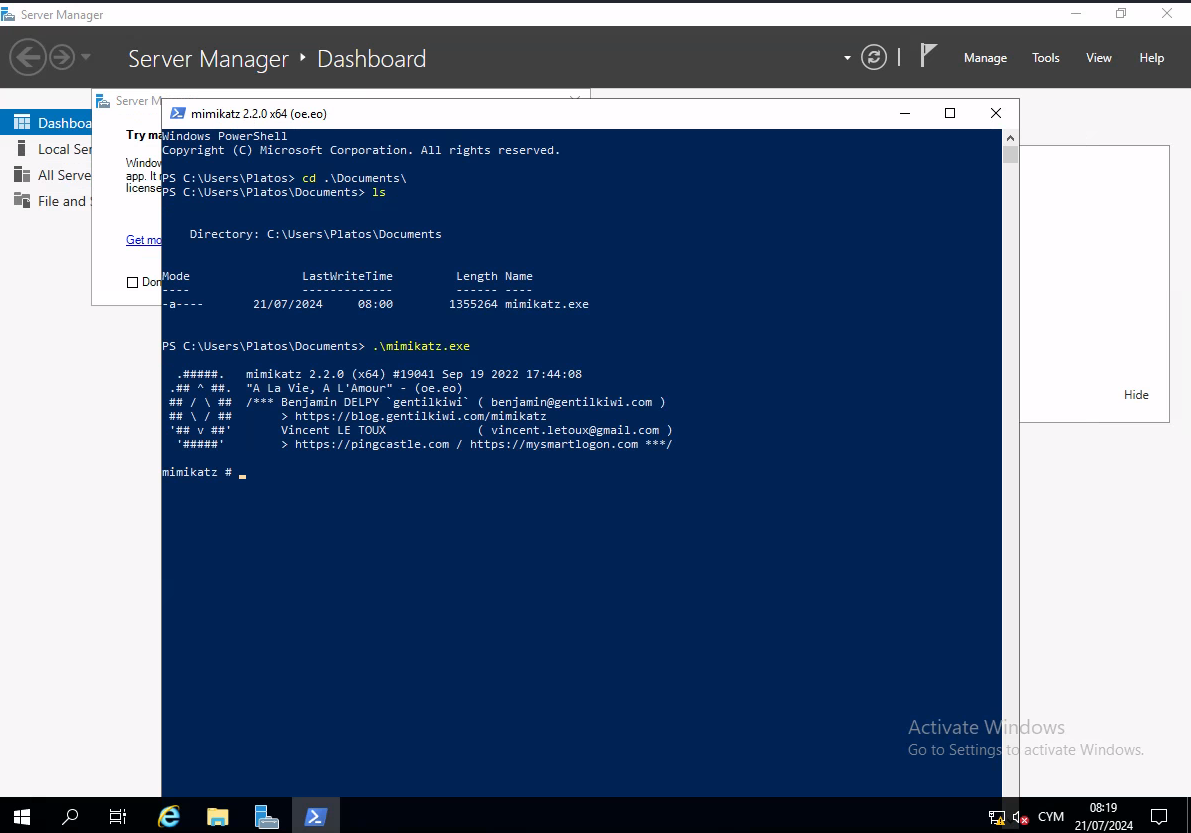 Server Manager
Server Manager ‣ Dashboard
Manage Tools View Help
Dashboa
Local Ser
All Serve
File and
Server M
Try ma
Window
app. It
license
Get mo
Don
mimikatz 2.2.0 x64 (oe.eo)
Windows PowerShell
Copyright (C) Microsoft Corporation. All rights reserved.
PS C:\Users\Platos> cd .\Documents\
PS C:\Users\Platos\Documents> ls
Directory: C:\Users\Platos\Documents
Mode LastWriteTime Length Name
---- ------------- ------ ----
-a---- 21/07/2024 08:00 1355264 mimikatz.exe
PS C:\Users\Platos\Documents> .\mimikatz.exe
.#####. mimikatz 2.2.0 (x64) #19041 Sep 19 2022 17:44:08
.## ^ ##. "A La Vie, A L'Amour" - (oe.eo)
## / \ ## /*** Benjamin DELPY `gentilkiwi` ( benjamin@gentilkiwi.com )
## \ / ## > https://blog.gentilkiwi.com/mimikatz
'## v ##' Vincent LE TOUX ( vincent.letoux@gmail.com )
'#####' > https://pingcastle.com / https://mysmartlogon.com ***/
mimikatz # _
Hide
Activate Windows
Go to Settings to activate Windows.
CYM
08:19
21/07/2024